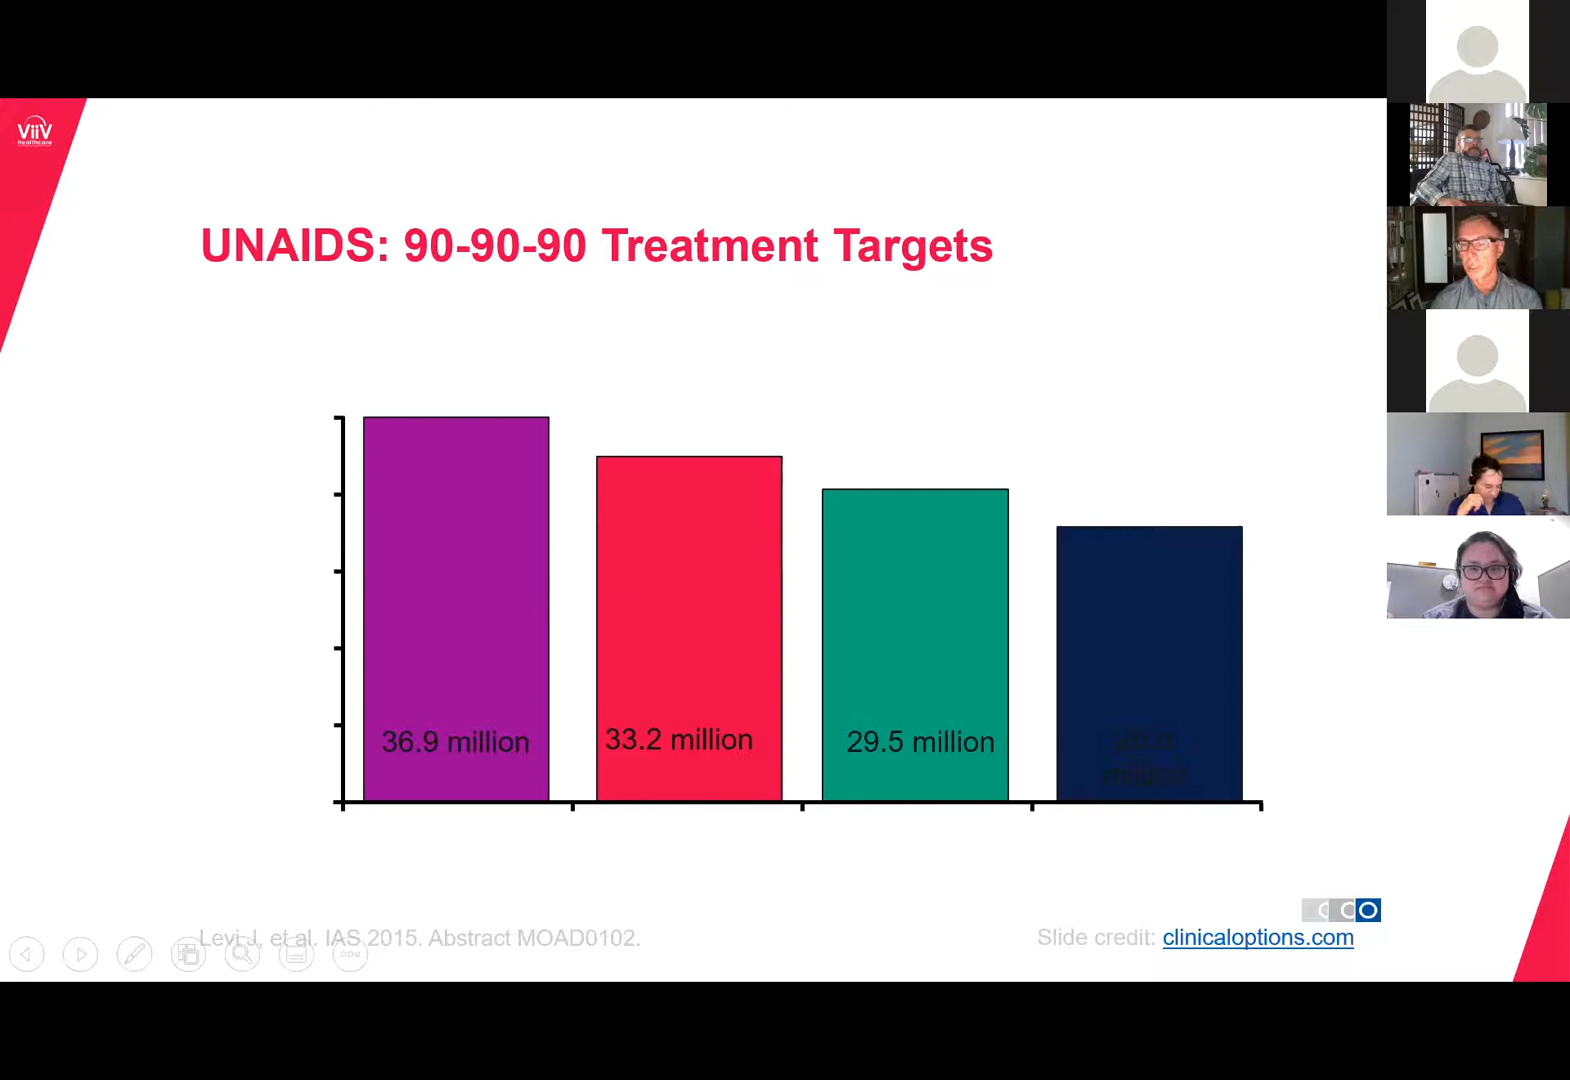 ViiV
Healthcare
UNAIDS: 90-90-90 Treatment Targets
36.9 million
33.2 million
29.5 million
million
Levi J, et al. IAS 2015. Abstract MOAD0102.
Slide credit: clinicaloptions.com